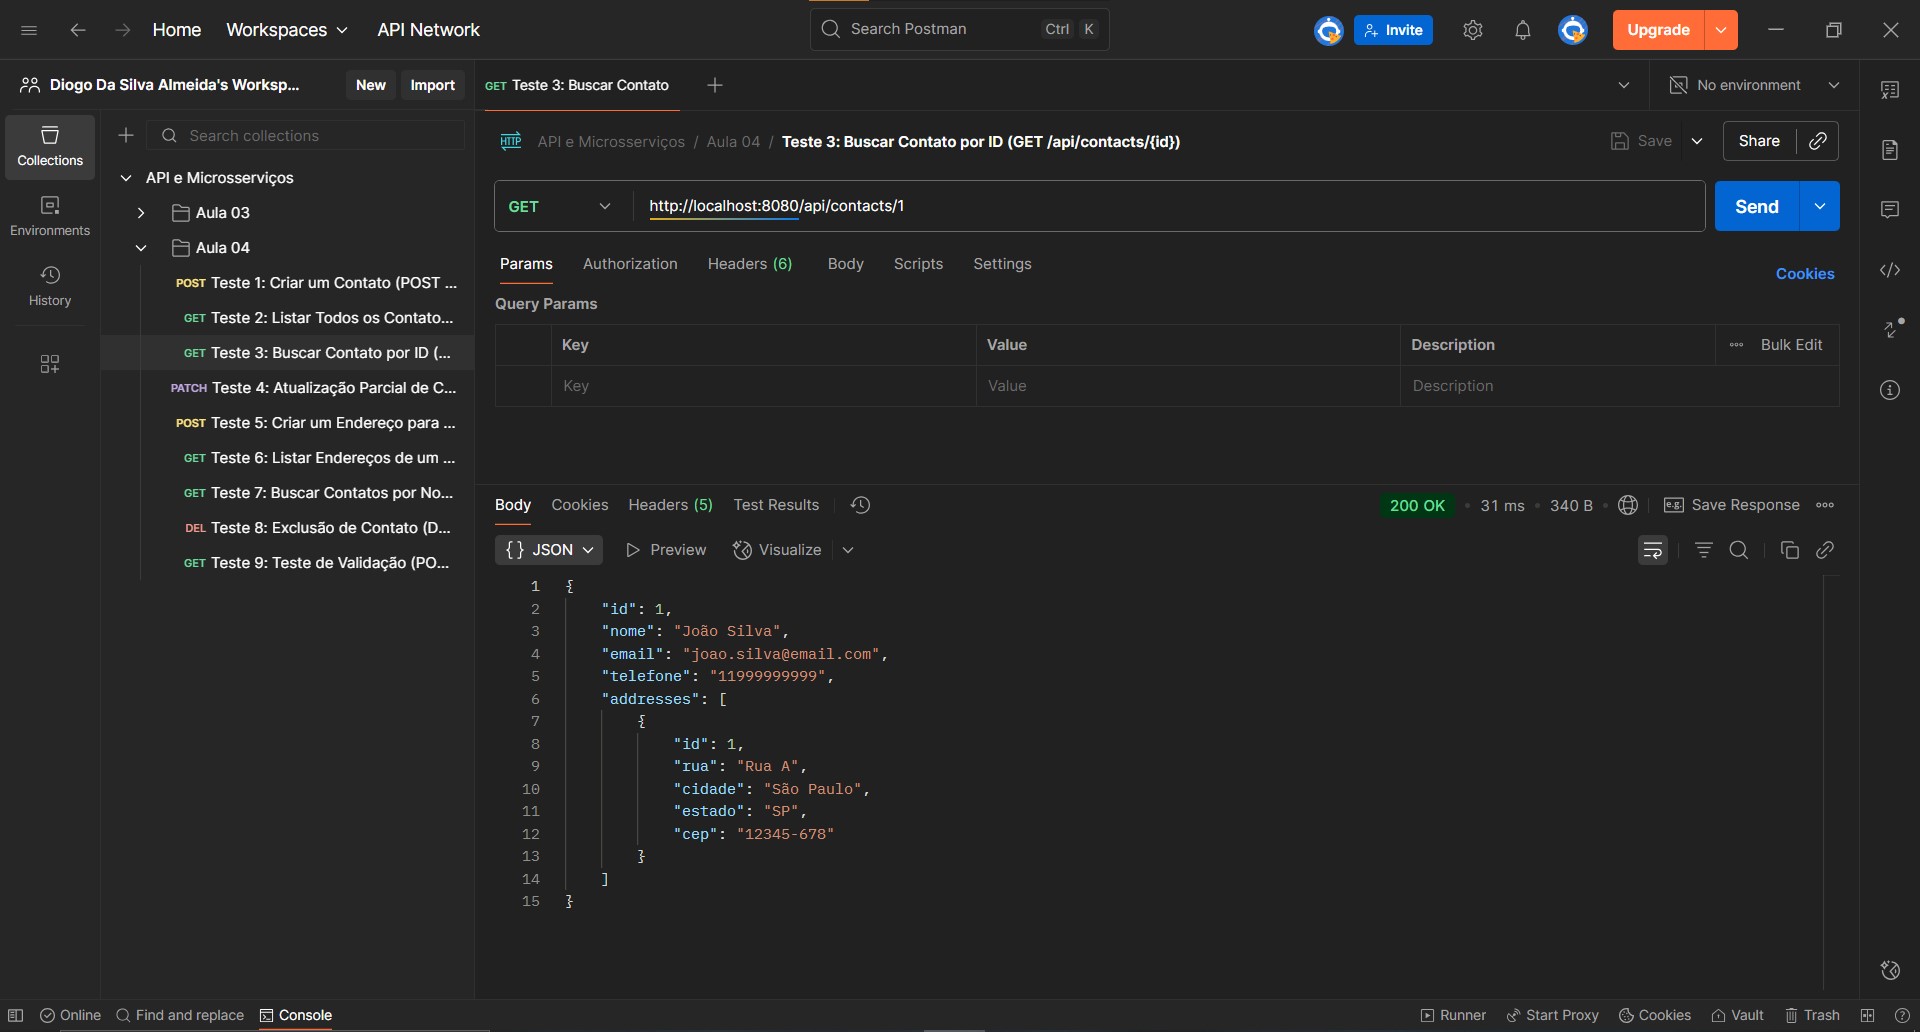 Home
Workspaces
API Network
Search Postman
Ctrl K
Invite
Upgrade
Diogo Da Silva Almeida's Worksp...
New
Import
GET Teste 3: Buscar Contato
No environment
Collections
Environments
History
Search collections
API e Microsserviços
Aula 03
Aula 04
POST Teste 1: Criar um Contato (POST ...
GET Teste 2: Listar Todos os Contato...
GET Teste 3: Buscar Contato por ID (...
PATCH Teste 4: Atualização Parcial de C...
POST Teste 5: Criar um Endereço para ...
GET Teste 6: Listar Endereços de um ...
GET Teste 7: Buscar Contatos por No...
DEL Teste 8: Exclusão de Contato (D...
GET Teste 9: Teste de Validação (PO...
HTTP API e Microsserviços / Aula 04 / Teste 3: Buscar Contato por ID (GET /api/contacts/{id})
Save
Share
GET http://localhost:8080/api/contacts/1
Send
Params Authorization Headers (6) Body Scripts Settings
Cookies
Query Params
Key Value Description Bulk Edit
Key Value Description
Body Cookies Headers (5) Test Results
200 OK • 31 ms • 340 B
e.g. Save Response
{} JSON Preview Visualize
1 {
2 "id": 1,
3 "nome": "João Silva",
4 "email": "joao.silva@email.com",
5 "telefone": "11999999999",
6 "addresses": [
7 {
8 "id": 1,
9 "rua": "Rua A",
10 "cidade": "São Paulo",
11 "estado": "SP",
12 "cep": "12345-678"
13 }
14 ]
15 }
Online Find and replace Console
Runner Start Proxy Cookies Vault Trash